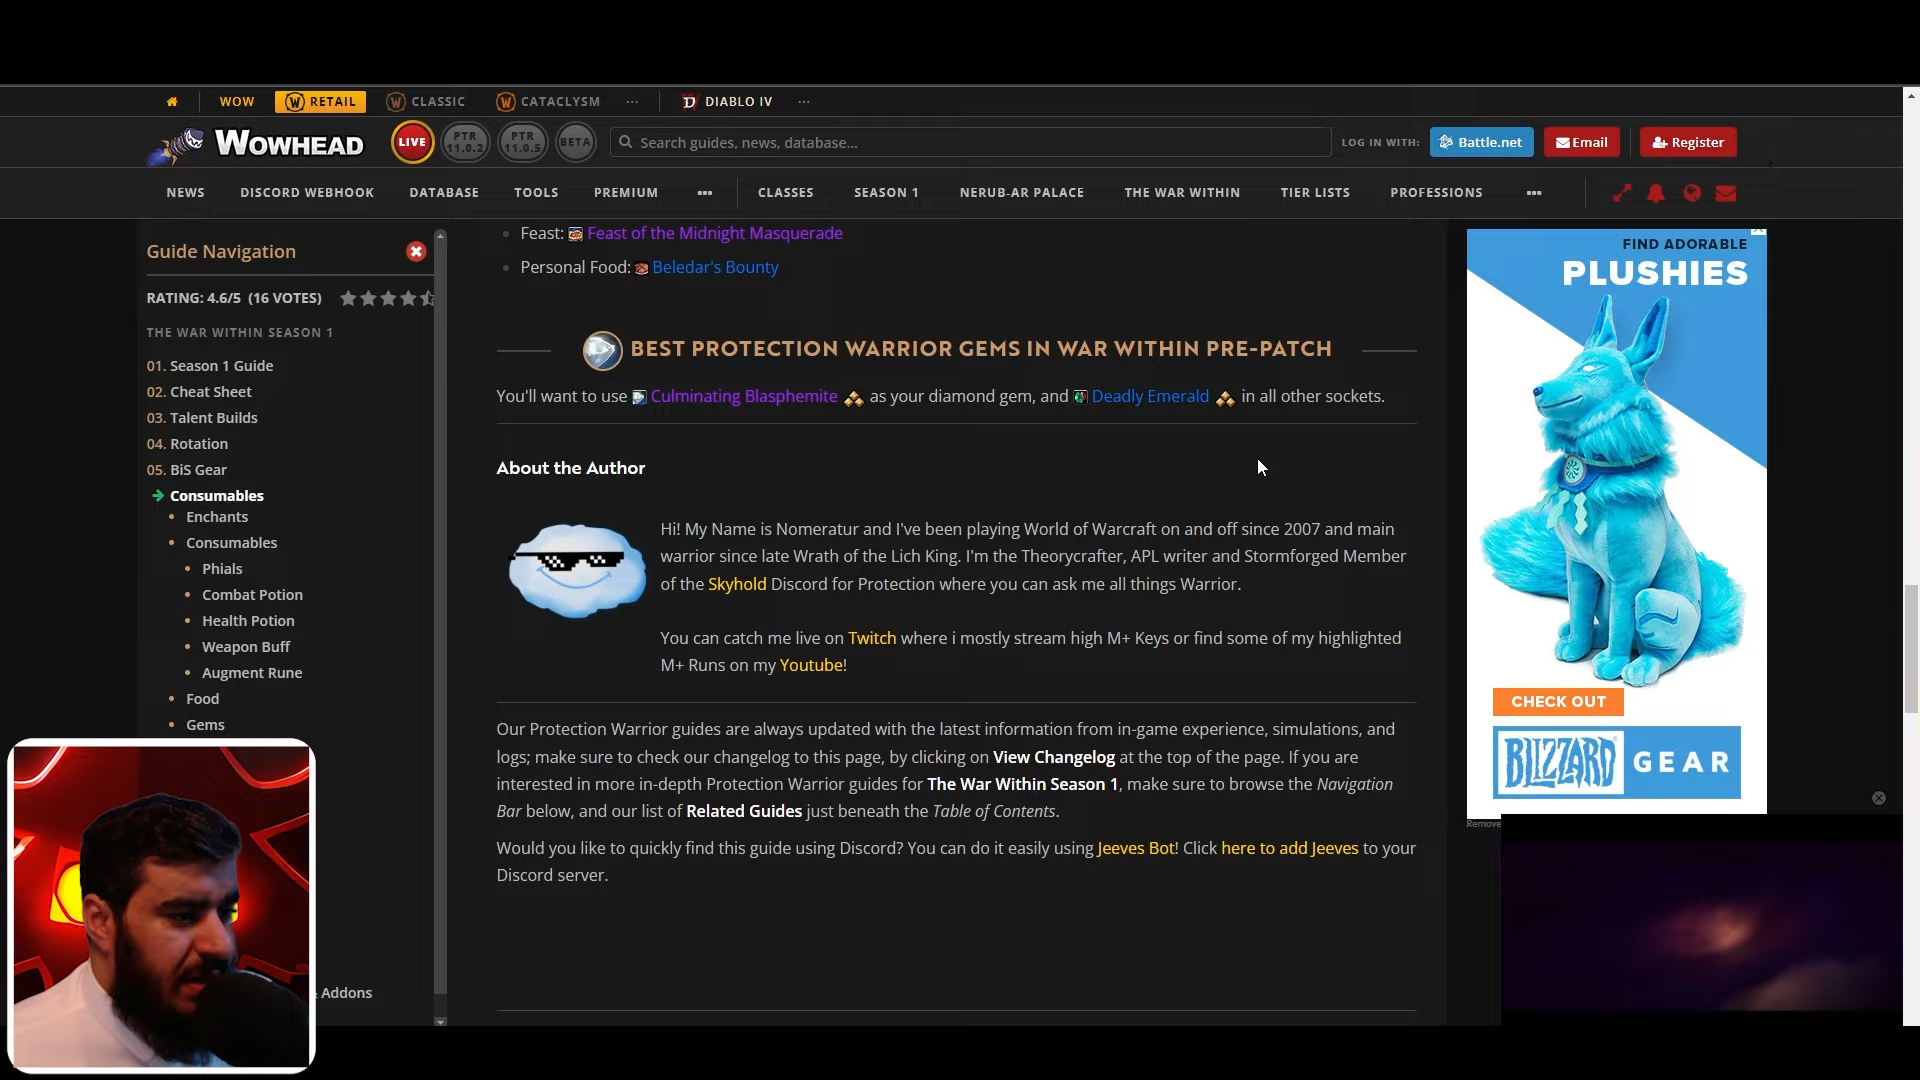 WOW
RETAIL
CLASSIC
CATACLYSM
...
DIABLO IV
...
WOWHEAD
LIVE
PTR
11.0.2
PTR
11.0.5
BETA
Search guides, news, database...
LOG IN WITH:
Battle.net
Email
Register
NEWS
DISCORD WEBHOOK
DATABASE
TOOLS
PREMIUM
...
CLASSES
SEASON 1
NERUB-AR PALACE
THE WAR WITHIN
TIER LISTS
PROFESSIONS
...
Guide Navigation
RATING: 4.6/5 (16 VOTES)
THE WAR WITHIN SEASON 1
01. Season 1 Guide
02. Cheat Sheet
03. Talent Builds
04. Rotation
05. BiS Gear
Consumables
• Enchants
• Consumables
• Phials
• Combat Potion
• Health Potion
• Weapon Buff
• Augment Rune
• Food
• Gems
Addons
• Feast: Feast of the Midnight Masquerade
• Personal Food: Beledar's Bounty
BEST PROTECTION WARRIOR GEMS IN WAR WITHIN PRE-PATCH
You'll want to use Culminating Blasphemite as your diamond gem, and Deadly Emerald in all other sockets.
About the Author
Hi! My Name is Nomeratur and I've been playing World of Warcraft on and off since 2007 and main
warrior since late Wrath of the Lich King. I'm the Theorycrafter, APL writer and Stormforged Member
of the Skyhold Discord for Protection where you can ask me all things Warrior.
You can catch me live on Twitch where i mostly stream high M+ Keys or find some of my highlighted
M+ Runs on my Youtube!
Our Protection Warrior guides are always updated with the latest information from in-game experience, simulations, and
logs; make sure to check our changelog to this page, by clicking on View Changelog at the top of the page. If you are
interested in more in-depth Protection Warrior guides for The War Within Season 1, make sure to browse the Navigation
Bar below, and our list of Related Guides just beneath the Table of Contents.
Would you like to quickly find this guide using Discord? You can do it easily using Jeeves Bot! Click here to add Jeeves to your
Discord server.
FIND ADORABLE
PLUSHIES
CHECK OUT
BLIZZARD GEAR
Remove